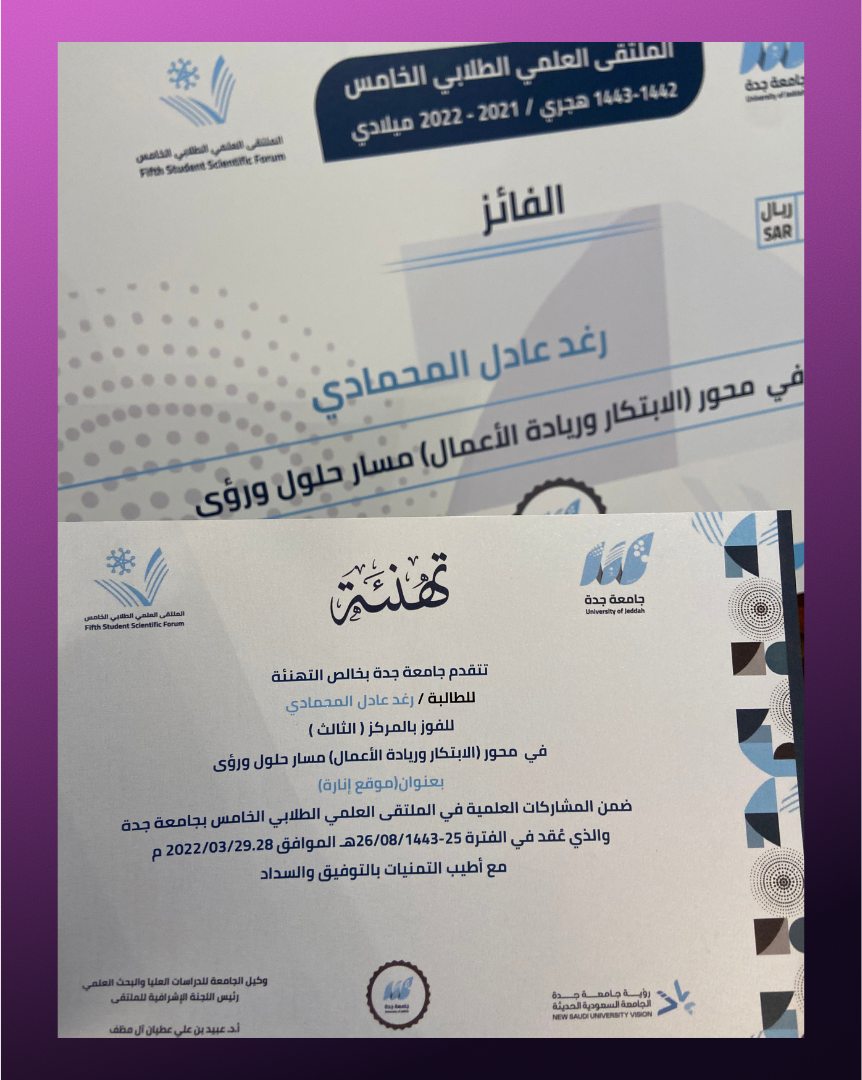 الملتقى العلمي الطلابي الخامس
1443-1442 هجري / 2021 - 2022 ميلادي
جامعة جدة
University of Jeddah
الملتقى العلمي الطلابي الخامس
Fifth Student Scientific Forum
الفائز
ريال
SAR
رغد عادل المحمادي
في محور (الابتكار وريادة الأعمال) مسار حلول ورؤى
تهنئة
جامعة جدة
University of Jeddah
الملتقى العلمي الطلابي الخامس
Fifth Student Scientific Forum
تتقدم جامعة جدة بخالص التهنئة
للطالبة / رغد عادل المحمادي
للفوز بالمركز ( الثالث )
في محور (الابتكار وريادة الأعمال) مسار حلول ورؤى
بعنوان(موقع إنارة)
ضمن المشاركات العلمية في الملتقى العلمي الطلابي الخامس بجامعة جدة
والذي عُقد في الفترة 25-26/08/1443هـ الموافق 2022/03/29.28 م
مع أطيب التمنيات بالتوفيق والسداد
رؤيـــة جـامـعـــة جــــدة
الجامعة السعودية الحديثة
NEW SAUDI UNIVERSITY VISION
جامعة جدة
وكيل الجامعة للدراسات العليا والبحث العلمي
رئيس اللجنة الإشرافية للملتقى
أ.د. عبيد بن علي عطيان آل مظف